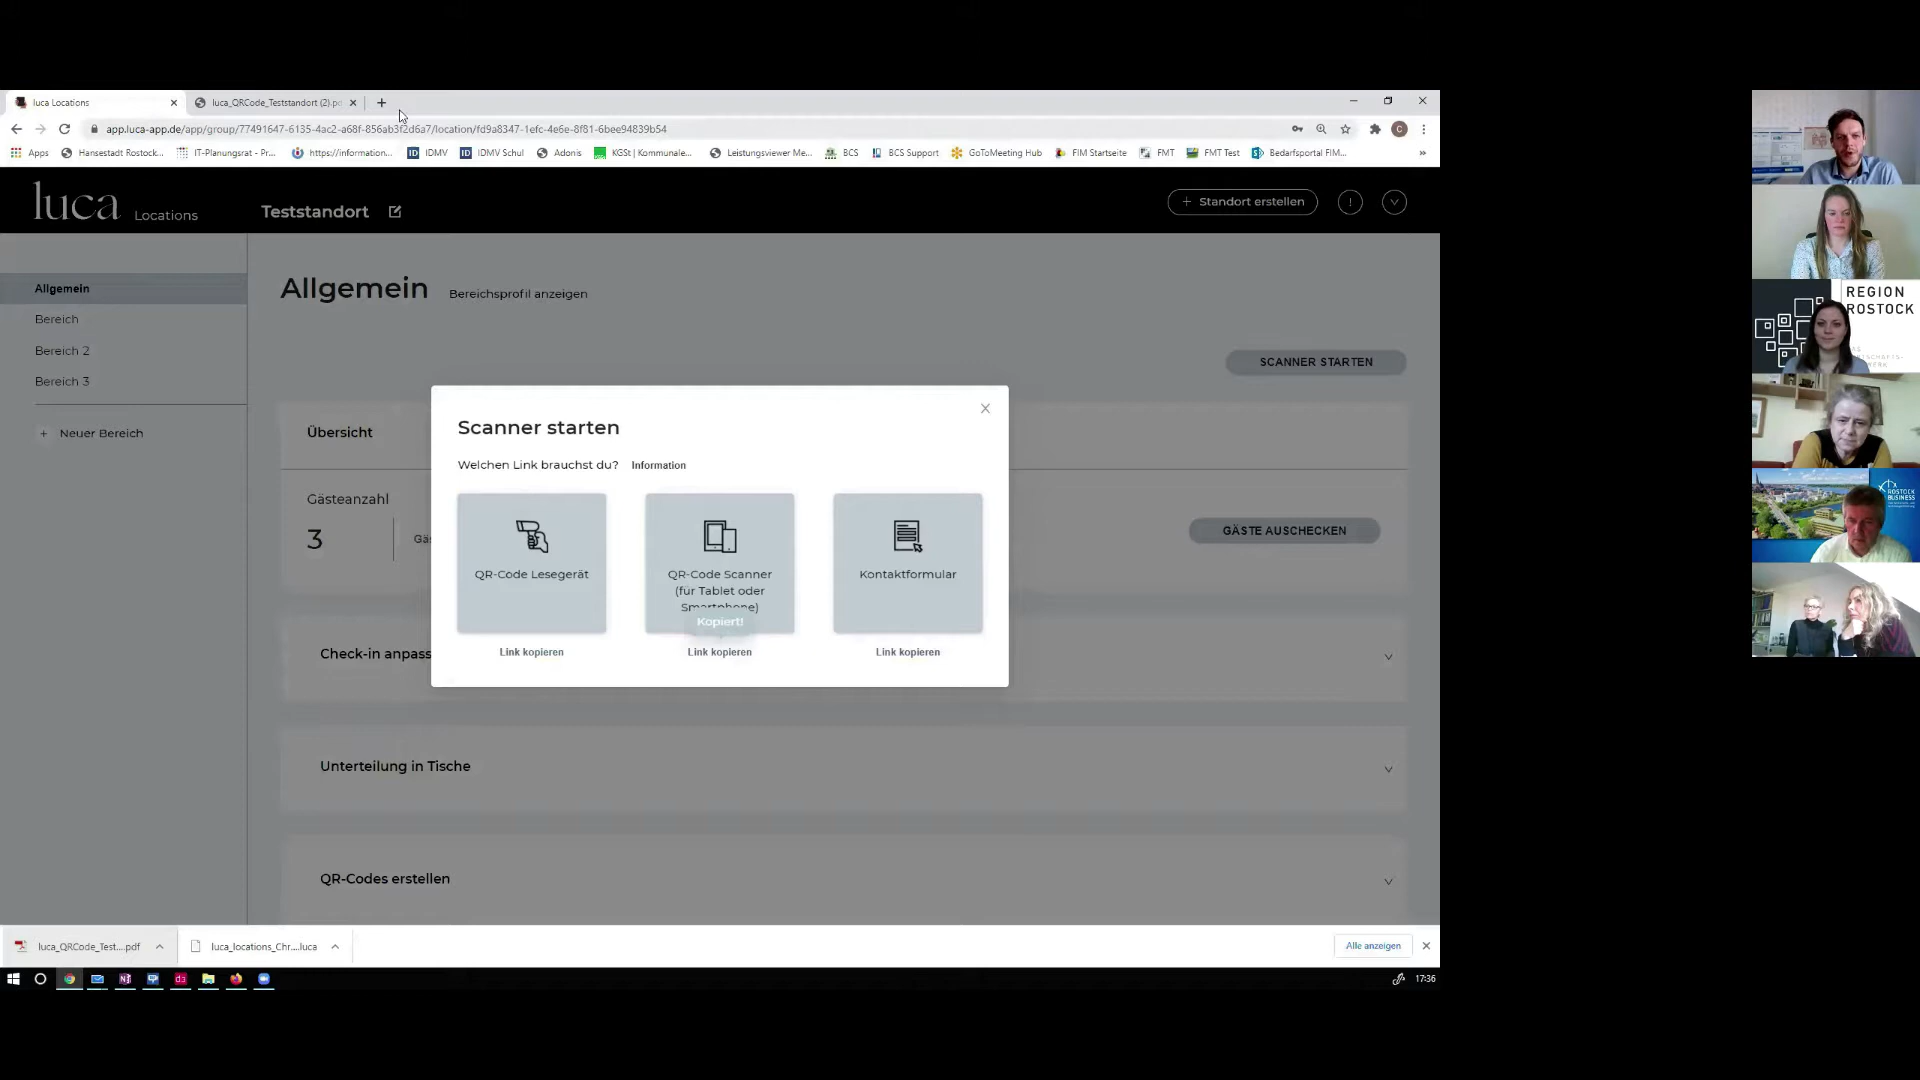 luca Locations
luca_QRCode_Teststandort (2).pd
app.luca-app.de/app/group/77491647-6135-4ac2-a68f-856ab3f2d6a7/location/fd9a8347-1efc-4e6e-8f81-6bee94839b54
Apps Hansestadt Rostock... IT-Planungsrat - Pr... https://information... IDMV IDMV Schul Adonis KGSt | Kommunale... Leistungsviewer Me... BCS BCS Support GoToMeeting Hub FIM Startseite FMT FMT Test Bedarfsportal FIM... »
luca Locations Teststandort
+ Standort erstellen
Allgemein
Bereich
Bereich 2
Bereich 3
+ Neuer Bereich
Allgemein Bereichsprofil anzeigen
SCANNER STARTEN
Übersicht
Gästeanzahl
3
Gäs
GÄSTE AUSCHECKEN
Check-in anpass
Unterteilung in Tische
QR-Codes erstellen
Scanner starten
Welchen Link brauchst du? Information
QR-Code Lesegerät
QR-Code Scanner
(für Tablet oder
Smartphone)
Kopiert!
Kontaktformular
Link kopieren
Link kopieren
Link kopieren
luca_QRCode_Test....pdf
luca_locations_Chr....luca
Alle anzeigen
17:36
REGION
ROSTOCK
ROSTOCK
BUSINESS